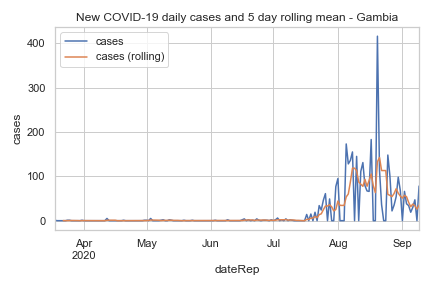 New COVID-19 daily cases and 5 day rolling mean - Gambia
cases
cases (rolling)
400
300
200
100
0
cases
Apr
2020
May
Jun
Jul
Aug
Sep
dateRep